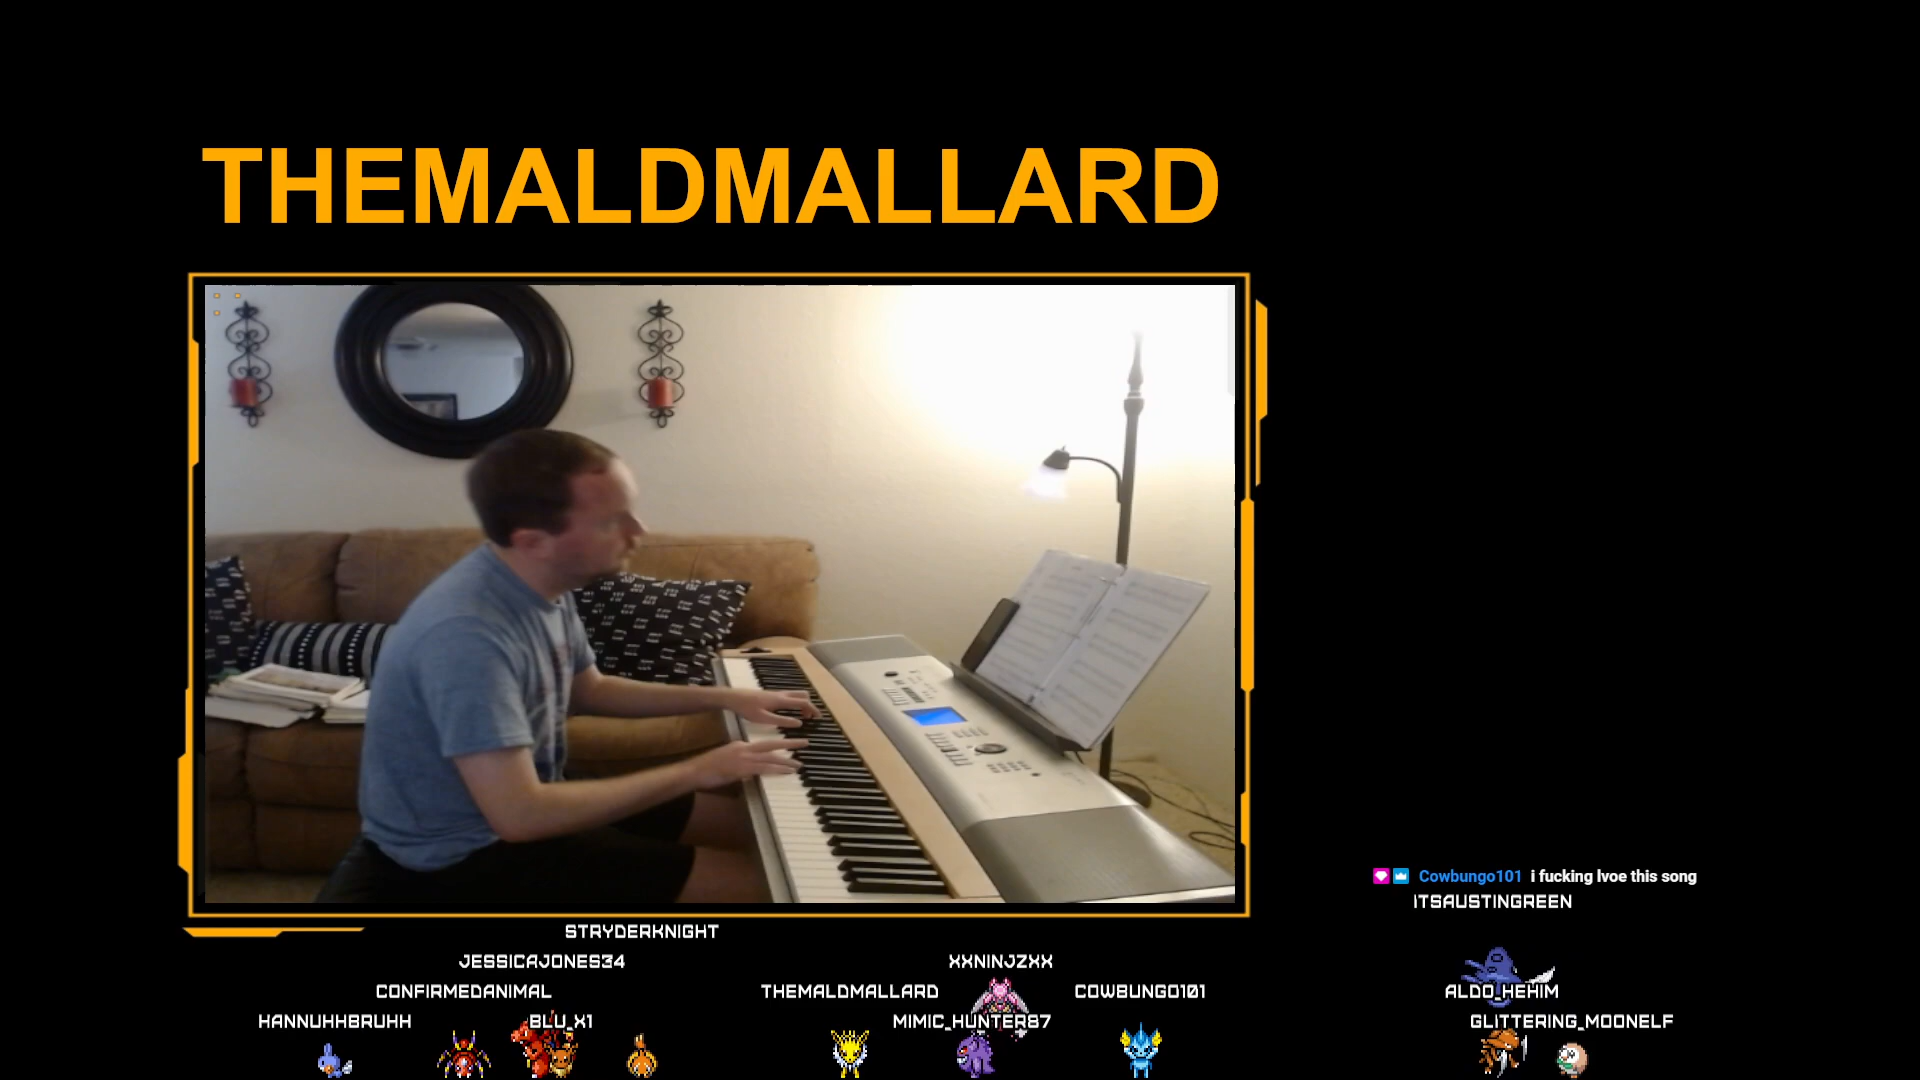 THEMALDMALLARD
Cowbungo101 i fucking lvoe this song
ITSAUSTINGREEN
STRYDERKNIGHT
JESSICAJONES34 XXNINJZXX
CONFIRMEDANIMAL THEMALDMALLARD COWBUNGO101 ALDO_HEHIM
HANNUHHBRUHH BLU_X1 MIMIC_HUNTER87 GLITTERING_MOONELF